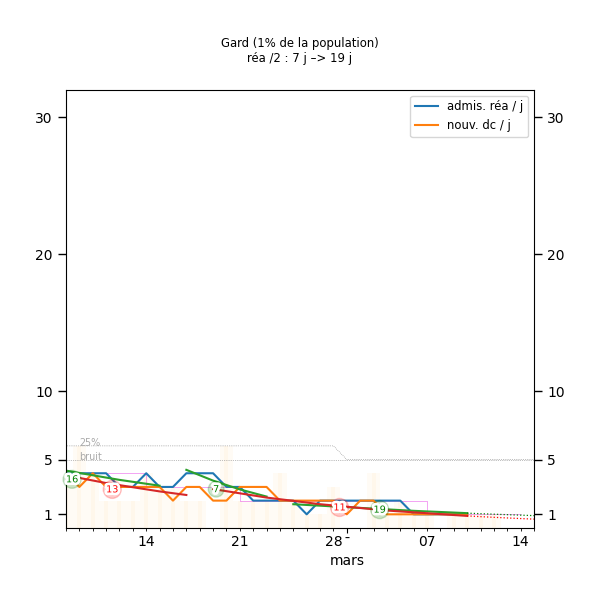 Gard (1% de la population)
réa /2 : 7 j –> 19 j
admis. réa / j
nouv. dc / j
30 30
20 20
10 10
25%
bruit
5 5
16 13 7 11 19
1 1
14 21 28 07 14
mars